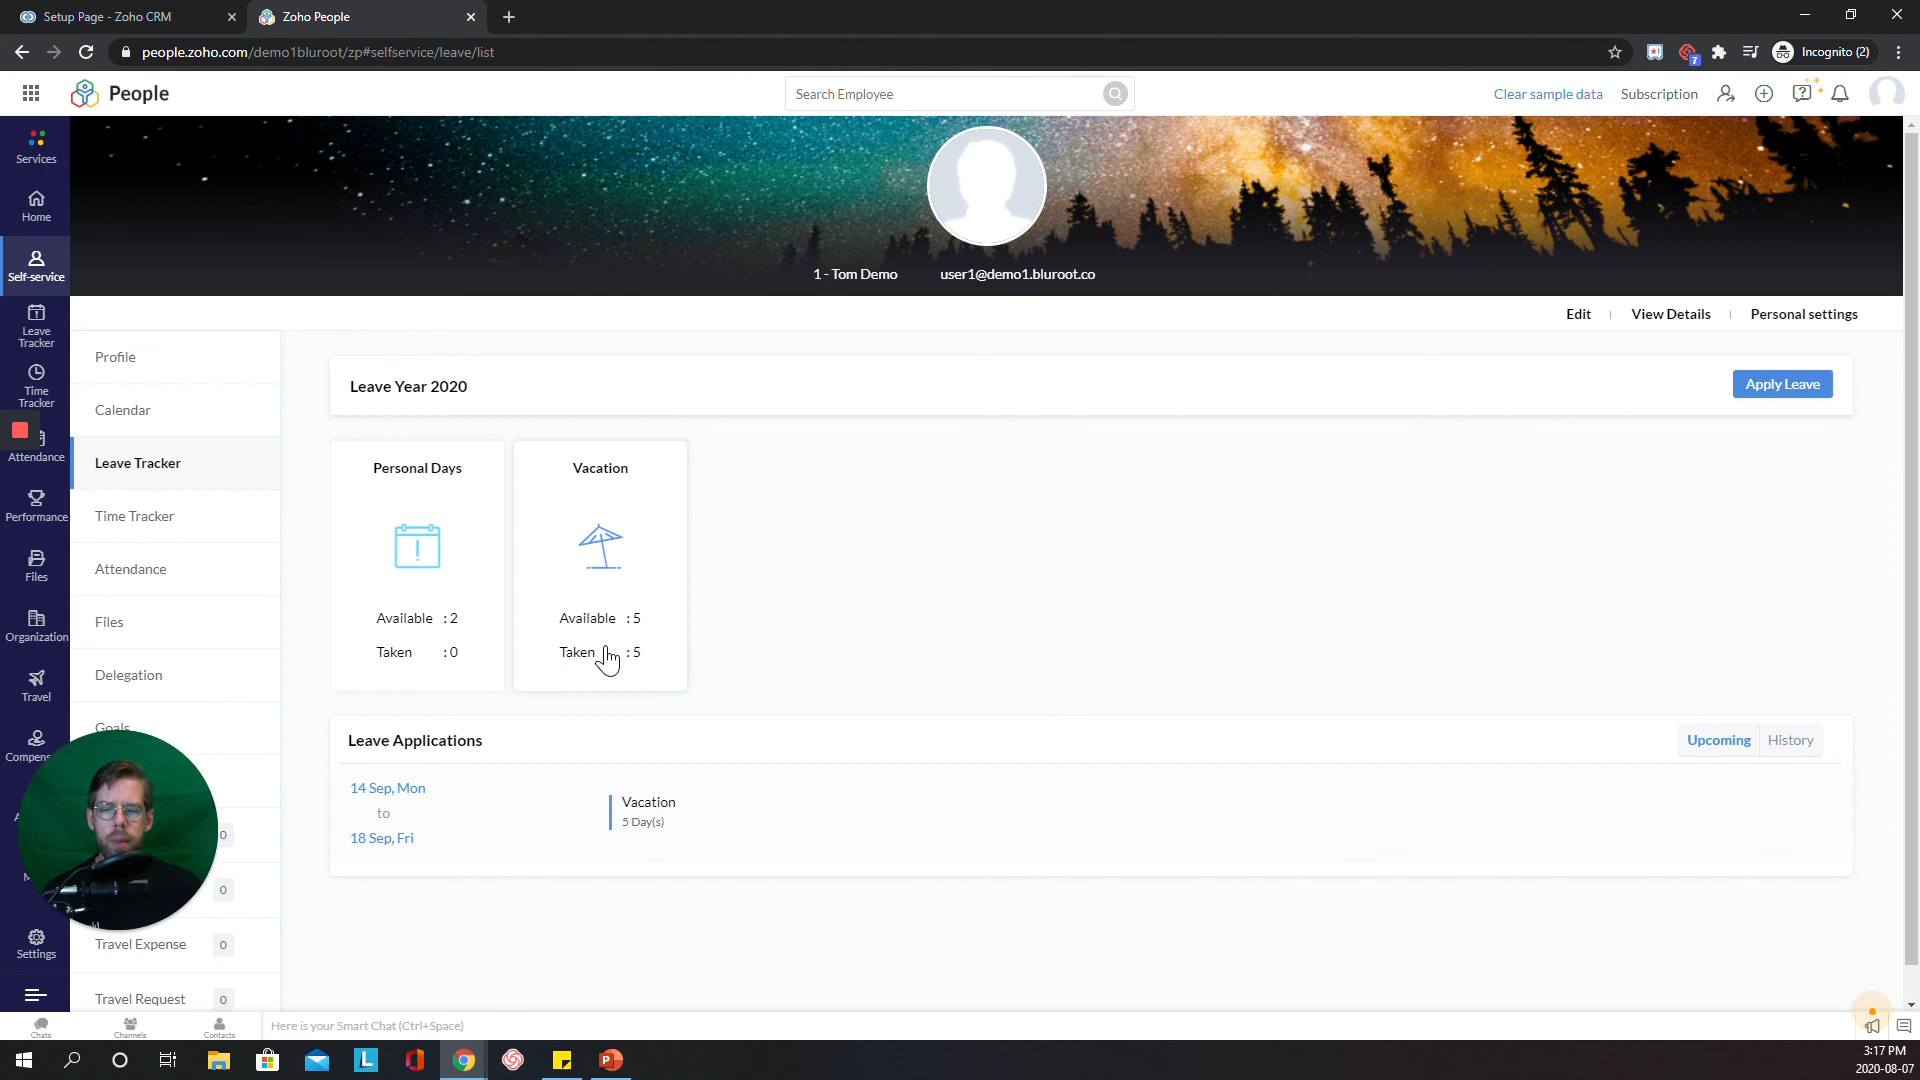 Setup Page - Zoho CRM
Zoho People
people.zoho.com/demo1bluroot/zp#selfservice/leave/list
7
Incognito (2)
People
Search Employee
Clear sample data
Subscription
Services
Home
Self-service
Leave
Tracker
Time
Tracker
Attendance
Performance
Files
Organization
Travel
Compens
Settings
1 - Tom Demo
user1@demo1.bluroot.co
Edit
View Details
Personal settings
Profile
Calendar
Leave Tracker
Time Tracker
Attendance
Files
Delegation
Goals
0
0
Travel Expense 0
Travel Request 0
Leave Year 2020
Apply Leave
Personal Days
Available : 2
Taken : 0
Vacation
Available : 5
Taken : 5
Leave Applications
Upcoming
History
14 Sep, Mon
to
18 Sep, Fri
Vacation
5 Day(s)
Chats
Channels
Contacts
Here is your Smart Chat (Ctrl+Space)
3:17 PM
2020-08-07